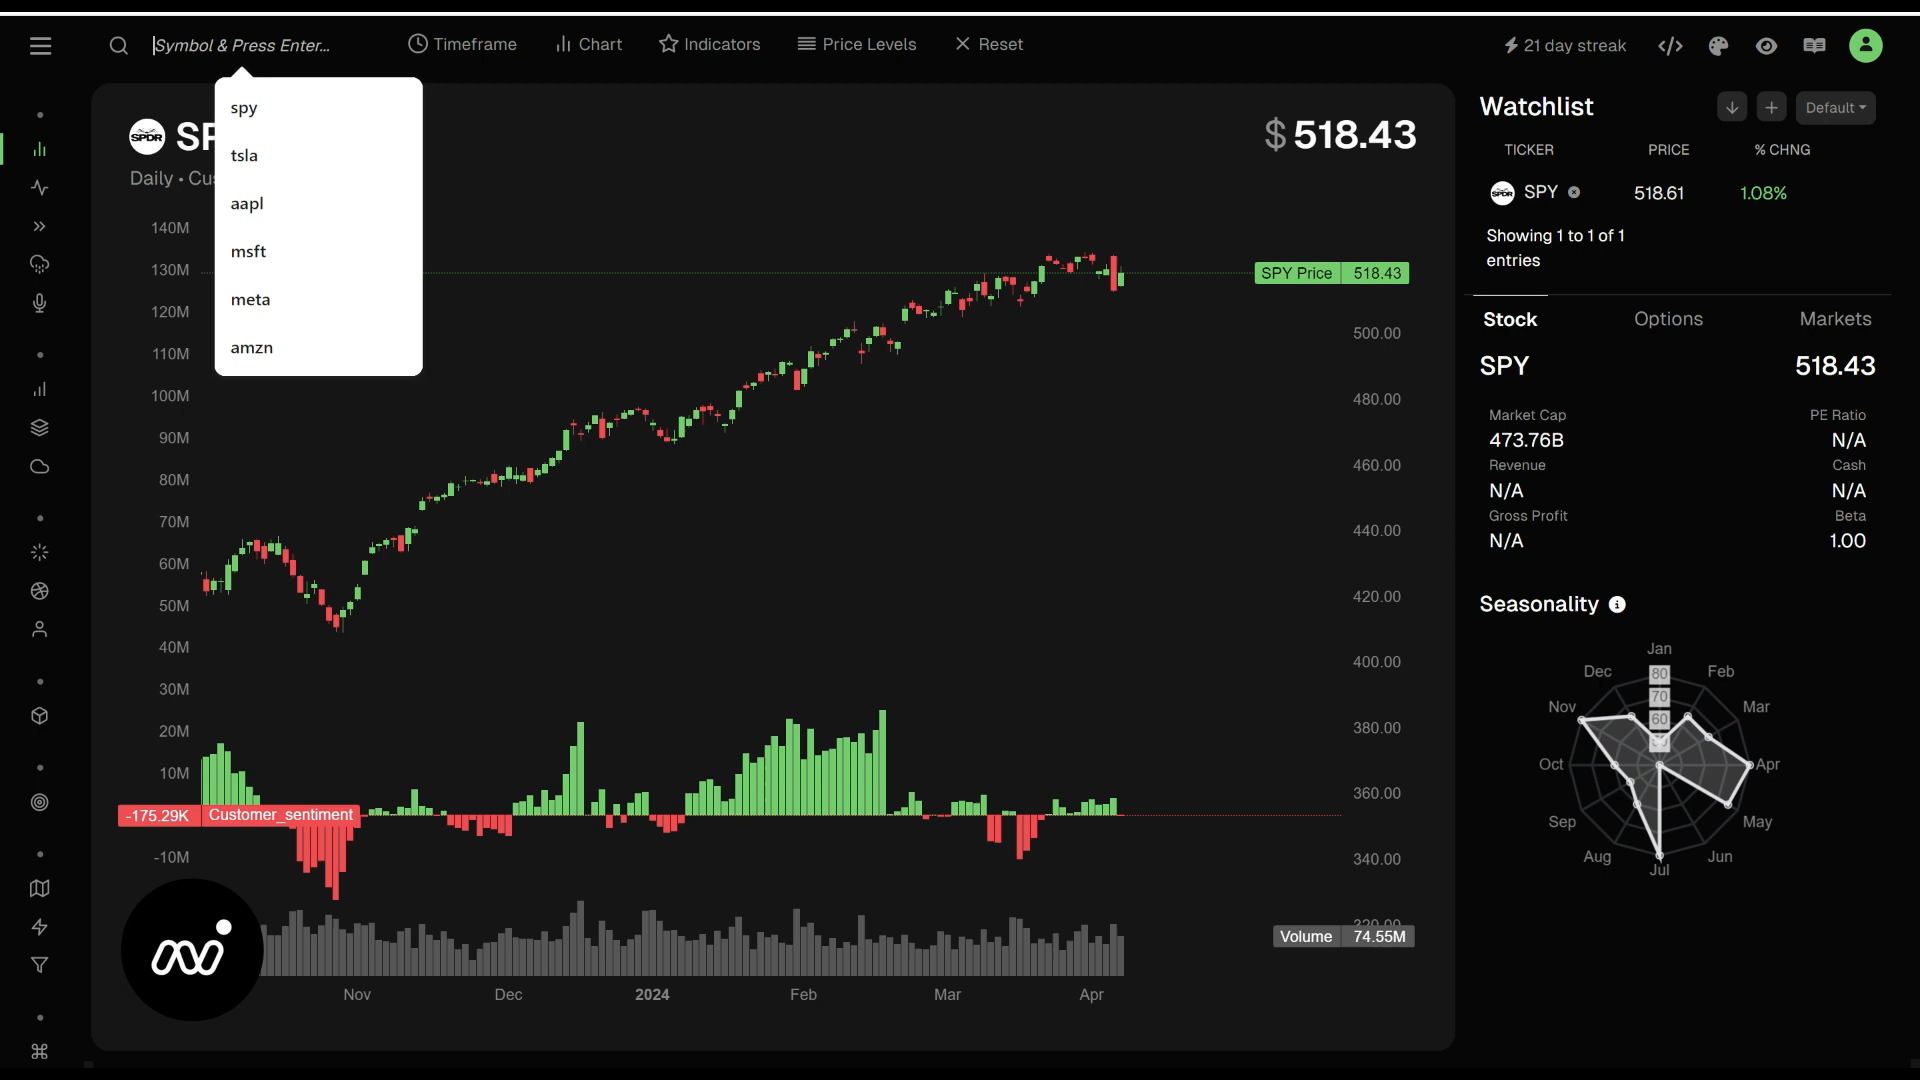 Symbol & Press Enter...
Timeframe
Chart
Indicators
Price Levels
Reset
21 day streak
spy
tsla
aapl
msft
meta
amzn
SPDR
$518.43
Daily •
140M
130M
120M
110M
100M
90M
80M
70M
60M
50M
40M
30M
20M
10M
-10M
-175.29K Customer_sentiment
SPY Price 518.43
500.00
480.00
460.00
440.00
420.00
400.00
380.00
360.00
340.00
320.00
Volume 74.55M
Nov
Dec
2024
Feb
Mar
Apr
Watchlist
Default
TICKER PRICE % CHNG
SPDR SPY 518.61 1.08%
Showing 1 to 1 of 1
entries
Stock Options Markets
SPY 518.43
Market Cap PE Ratio
473.76B N/A
Revenue Cash
N/A N/A
Gross Profit Beta
N/A 1.00
Seasonality
Jan
Feb
Mar
Apr
May
Jun
Jul
Aug
Sep
Oct
Nov
Dec
80
70
60